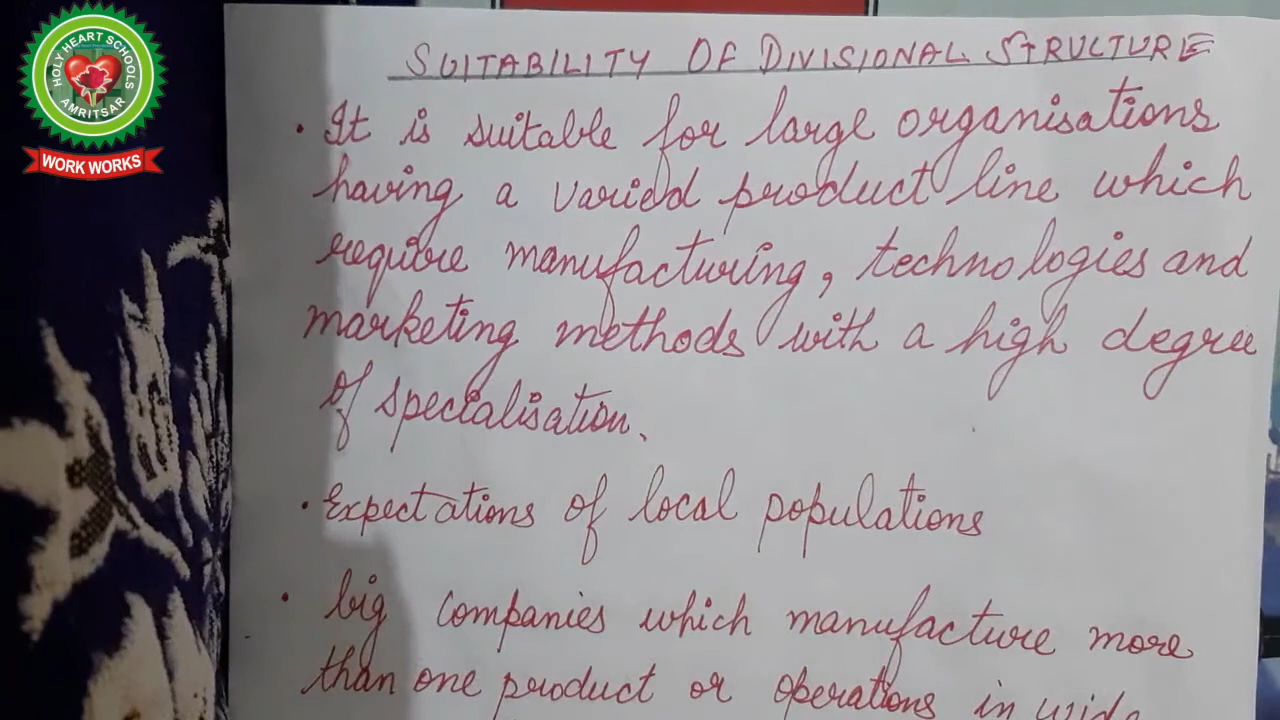 HOLY HEART SCHOOLS
AMRITSAR
WORK WORKS
SUITABILITY OF DIVISIONAL STRUCTURE
• It is suitable for large organisations
having a varied product line which
require manufacturing, technologies and
marketing methods with a high degree
of specialisation.
• Expectations of local populations
• big companies which manufacture more
than one product or operations in wide